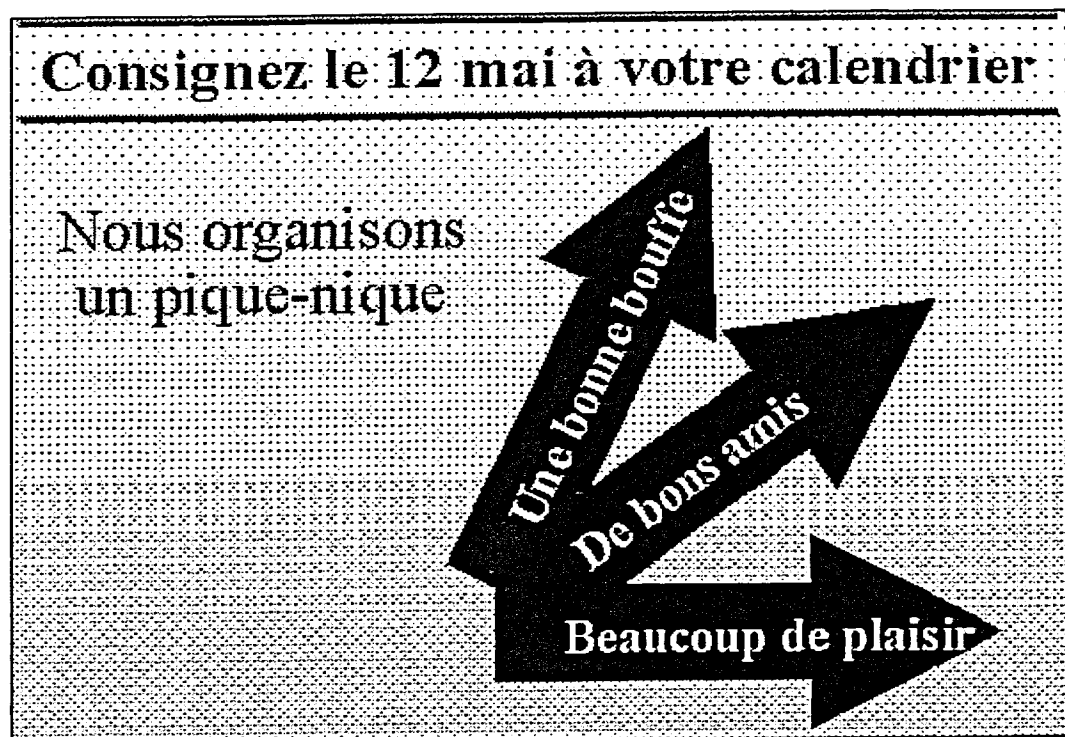 Consignez le 12 mai à votre calendrier
Nous organisons
un pique-nique
Une bonne bouffe
De bons amis
Beaucoup de plaisir